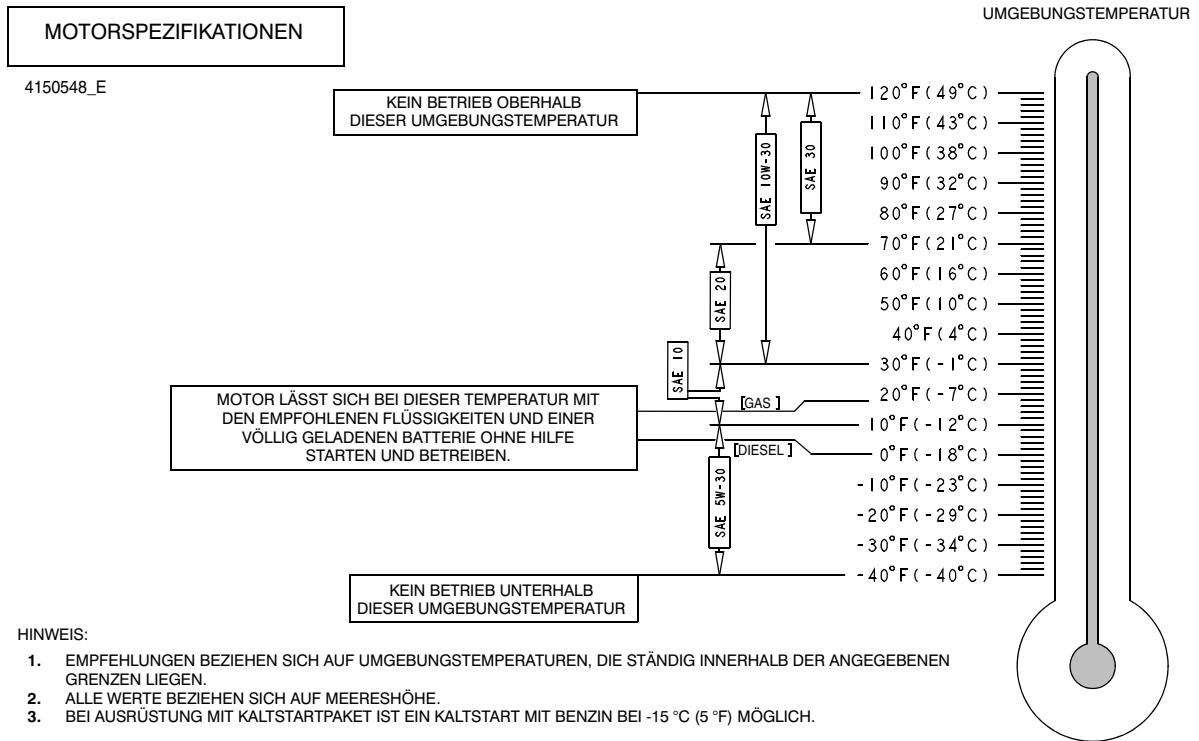 UMGEBUNGSTEMPERATUR
MOTORSPEZIFIKATIONEN
4150548_E
KEIN BETRIEB OBERHALB
DIESER UMGEBUNGSTEMPERATUR
120°F(49°C)
110°F(43°C)
100°F(38°C)
90°F(32°C)
80°F(27°C)
70°F(21°C)
60°F(16°C)
50°F(10°C)
40°F(4°C)
30°F(-1°C)
20°F(-7°C)
10°F(-12°C)
0°F(-18°C)
-10°F(-23°C)
-20°F(-29°C)
-30°F(-34°C)
-40°F(-40°C)
SAE 10W-30
SAE 30
SAE 20
SAE 10
SAE 5W-30
[GAS]
[DIESEL]
MOTOR LÄSST SICH BEI DIESER TEMPERATUR MIT
DEN EMPFOHLENEN FLÜSSIGKEITEN UND EINER
VÖLLIG GELADENEN BATTERIE OHNE HILFE
STARTEN UND BETREIBEN.
KEIN BETRIEB UNTERHALB
DIESER UMGEBUNGSTEMPERATUR
HINWEIS:
1. EMPFEHLUNGEN BEZIEHEN SICH AUF UMGEBUNGSTEMPERATUREN, DIE STÄNDIG INNERHALB DER ANGEGEBENEN
GRENZEN LIEGEN.
2. ALLE WERTE BEZIEHEN SICH AUF MEERESHÖHE.
3. BEI AUSRÜSTUNG MIT KALTSTARTPAKET IST EIN KALTSTART MIT BENZIN BEI -15 °C (5 °F) MÖGLICH.